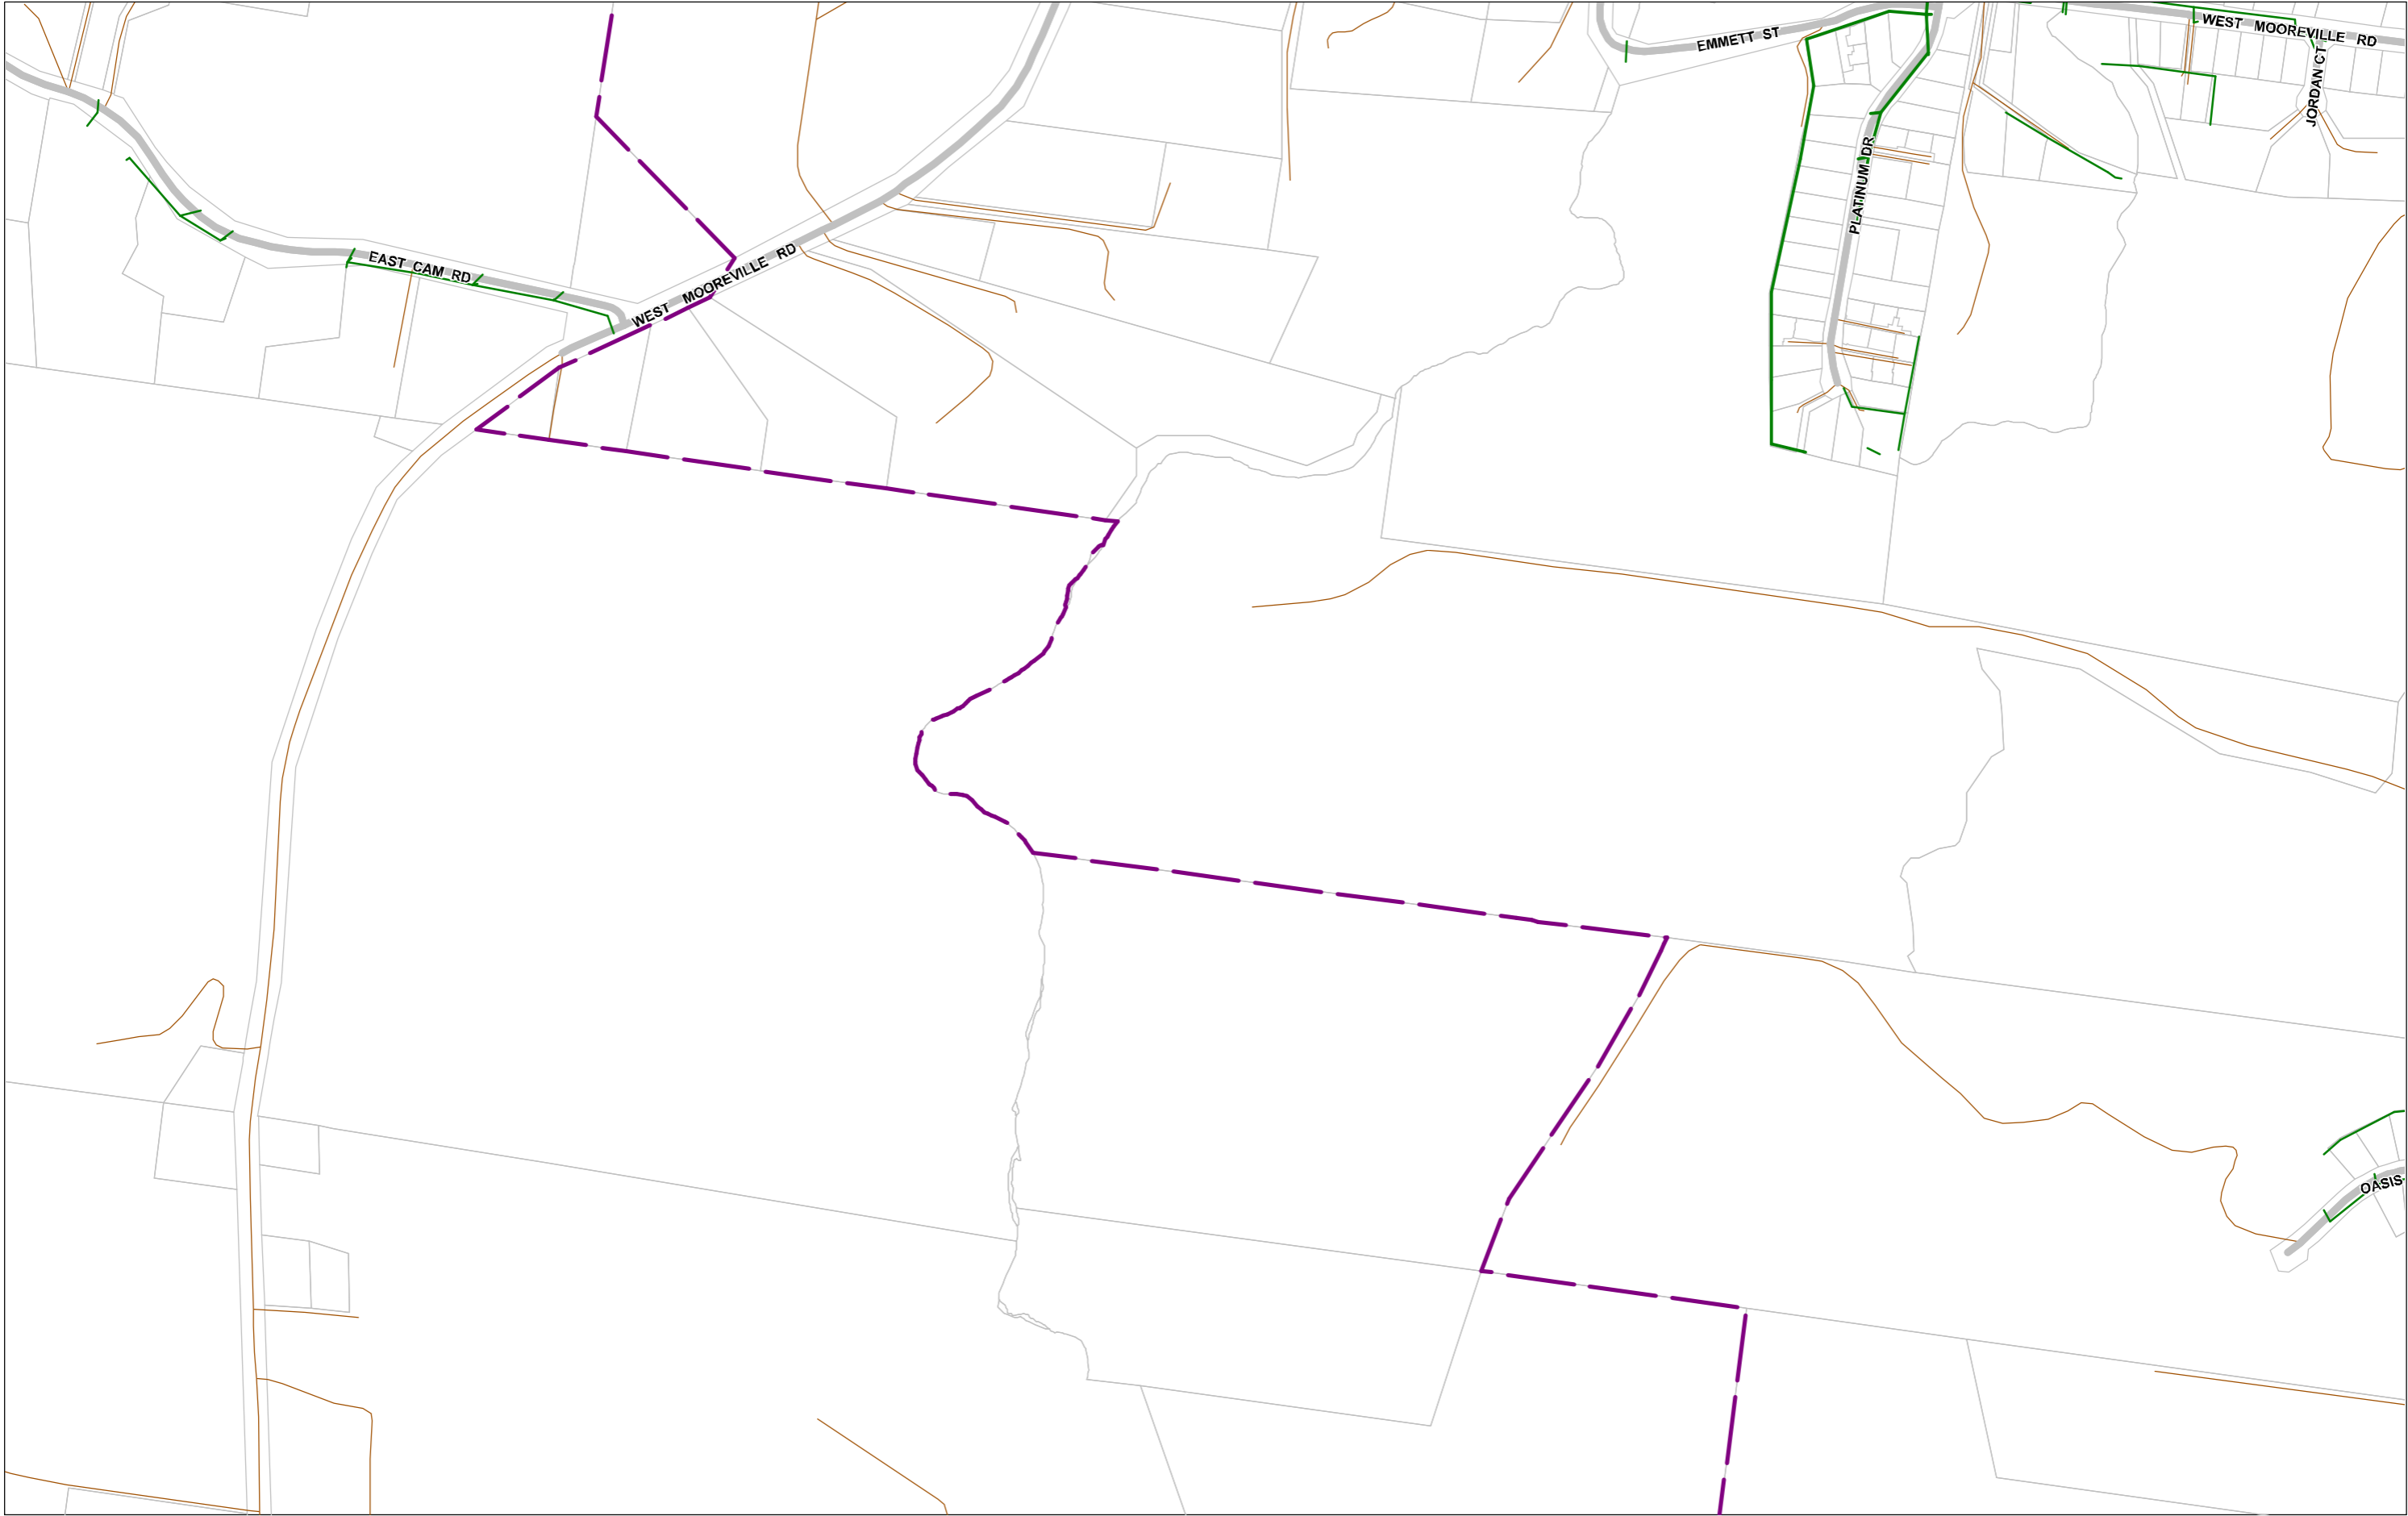 EMMETT ST
WEST MOOREVILLE RD
JORDAN CT
PLATINUM DR
EAST CAM RD
WEST MOOREVILLE RD
OASIS